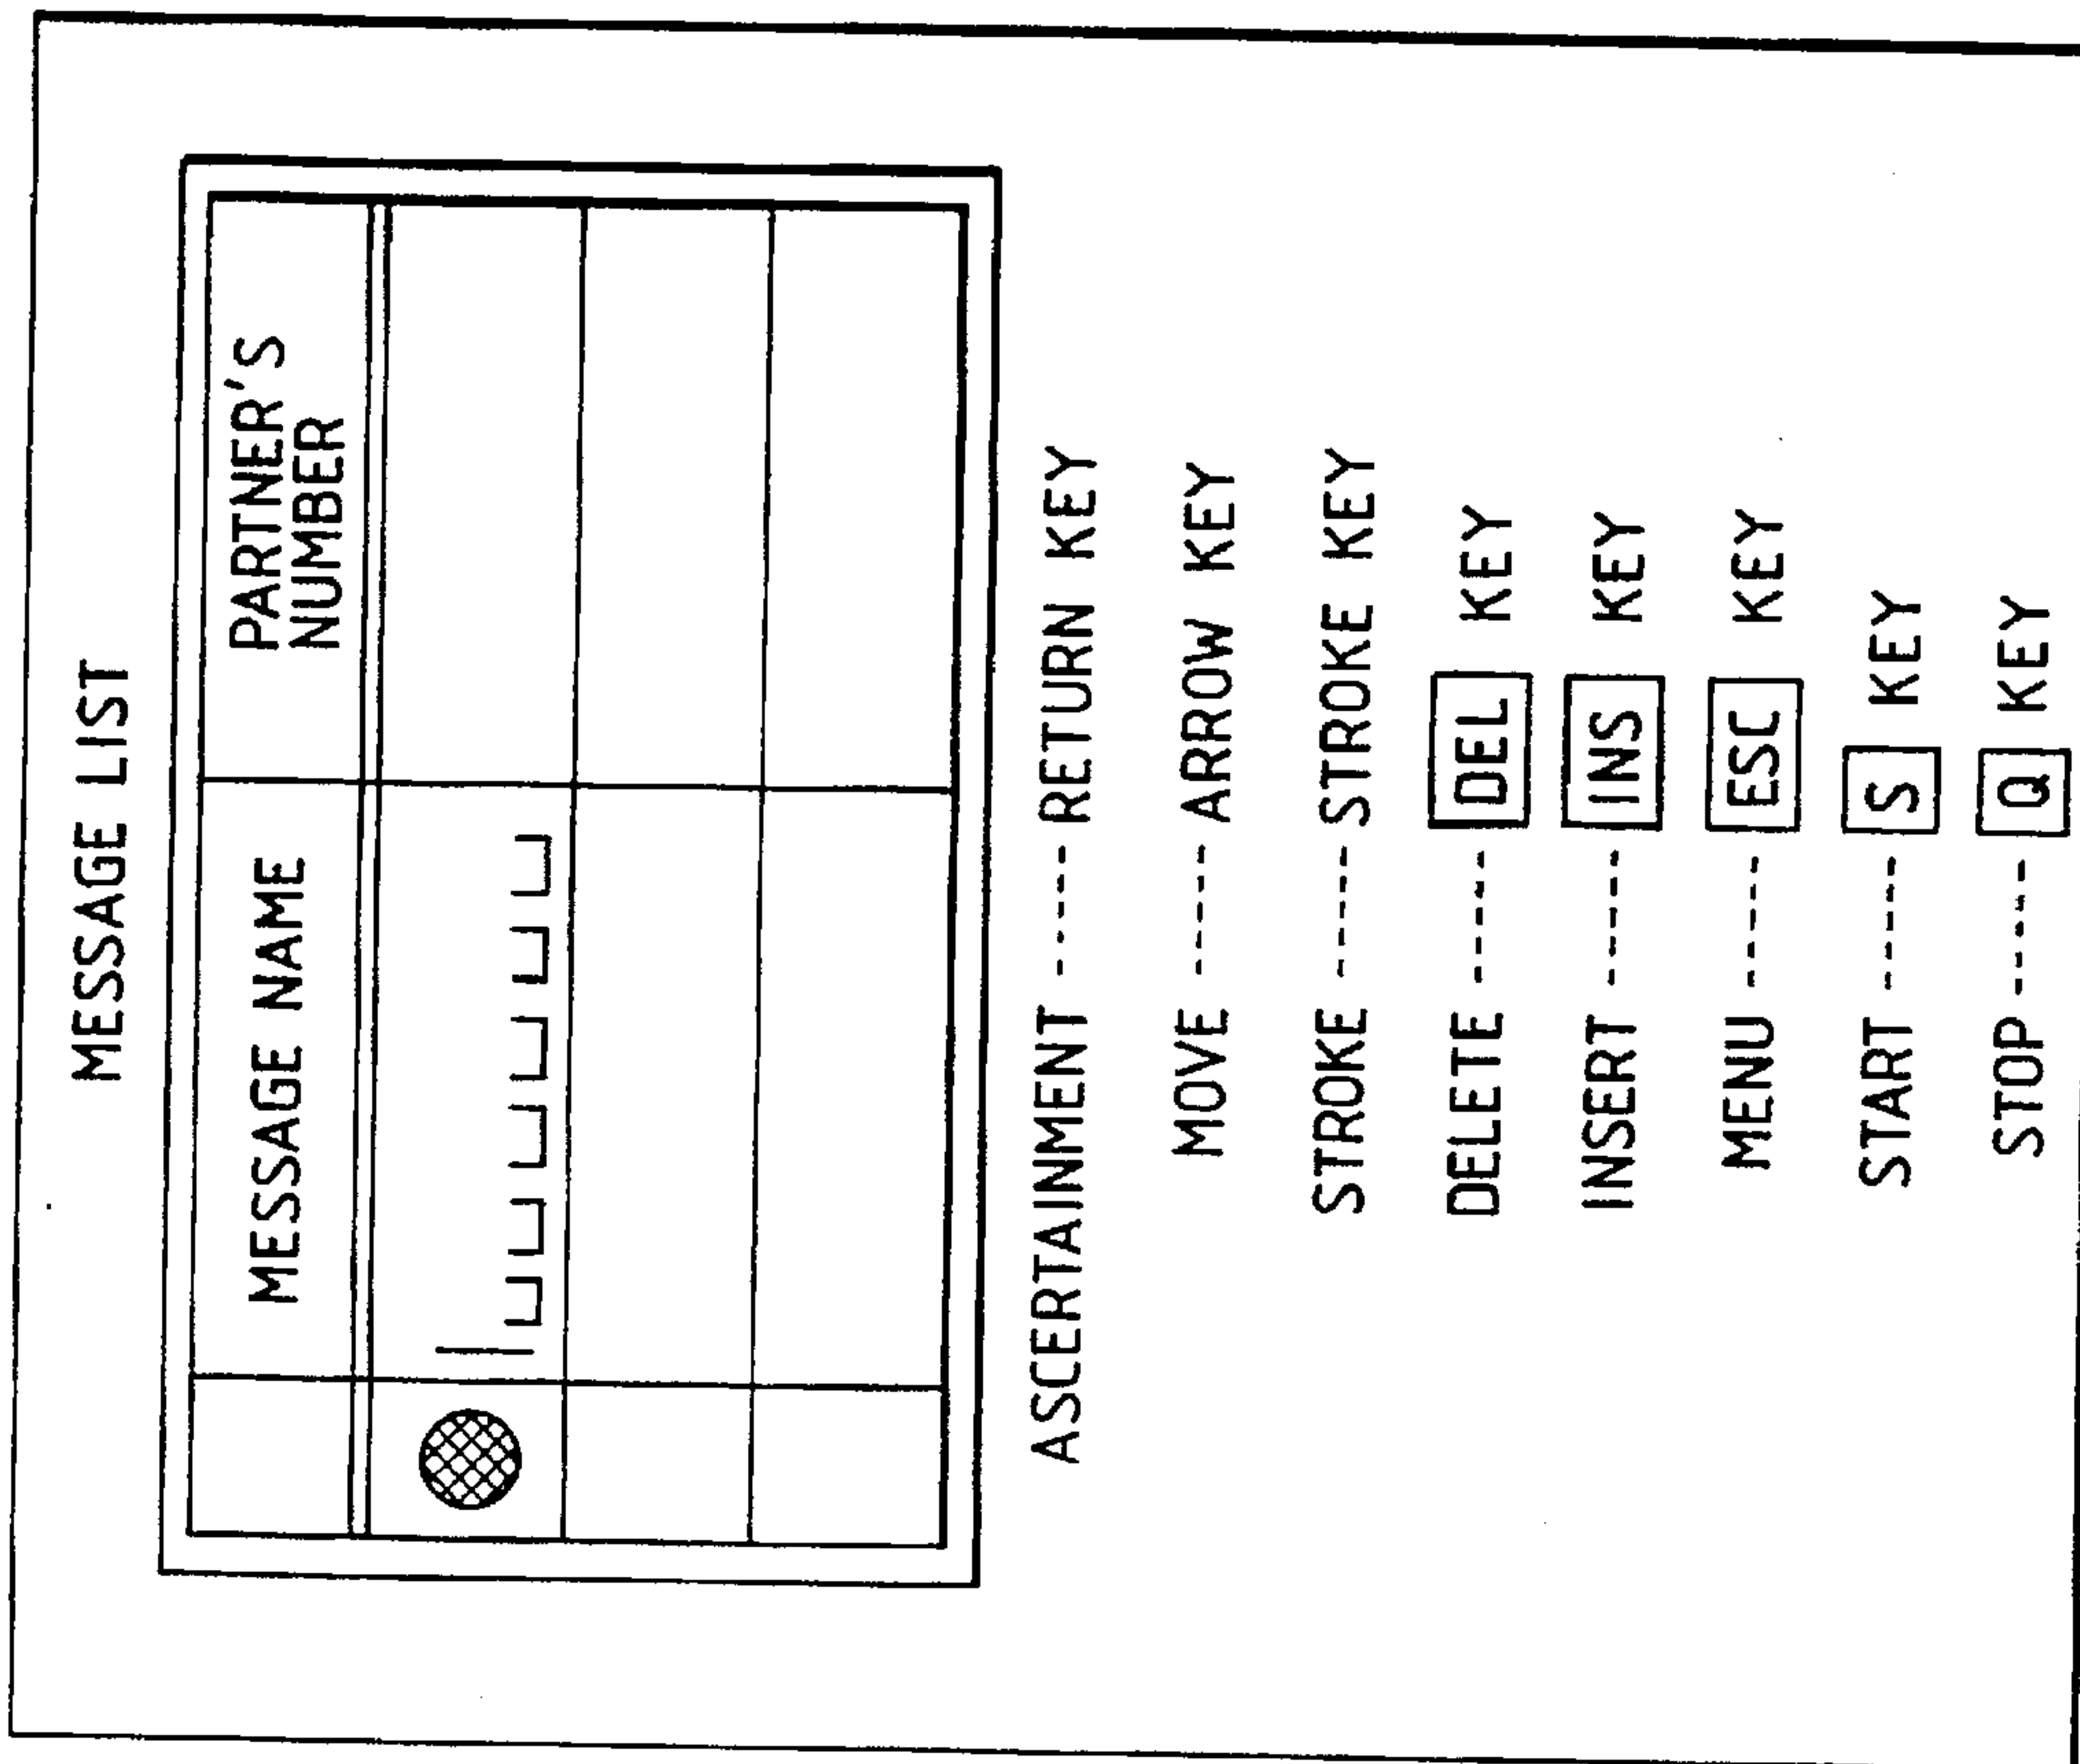 MESSAGE LIST
MESSAGE NAME
PARTNER'S
NUMBER
ASCERTAINMENT ----- RETURN KEY
MOVE ----- ARROW KEY
STROKE ----- STROKE KEY
DELETE ----- DEL KEY
INSERT ----- INS KEY
MENU ----- ESC KEY
START ----- S KEY
STOP ----- Q KEY